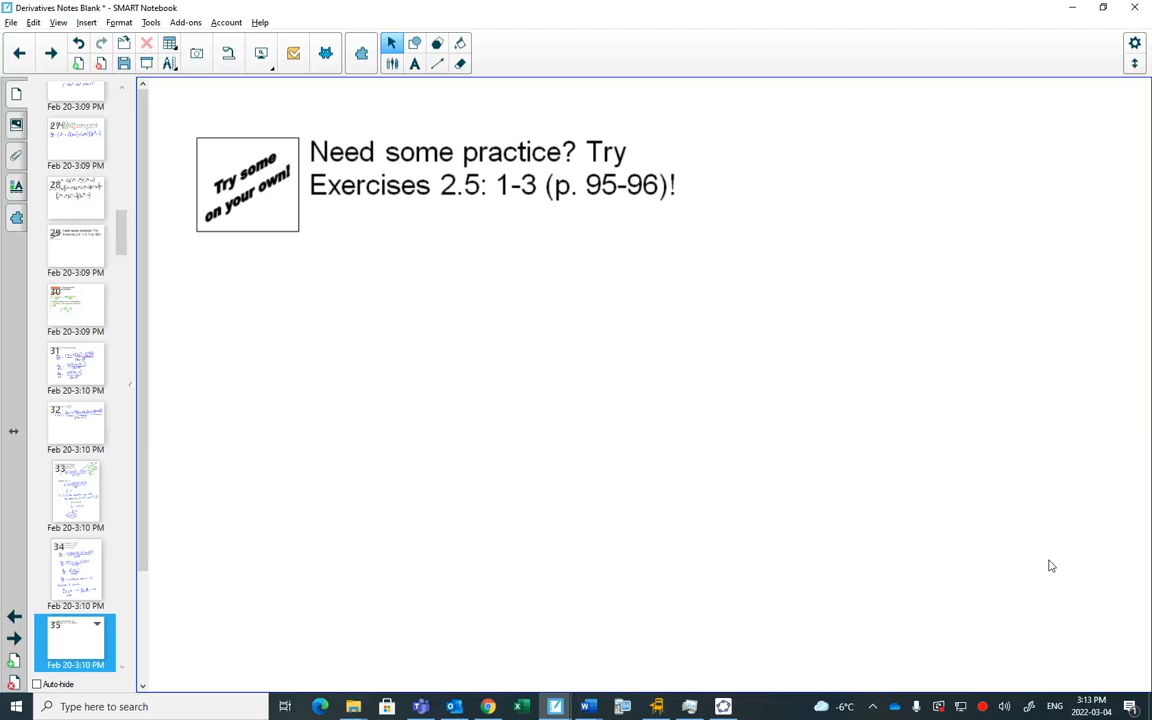 Derivatives Notes Blank * - SMART Notebook
File Edit View Insert Format Tools Add-ons Account Help
Feb 20-3:09 PM
27
Feb 20-3:09 PM
28
Feb 20-3:09 PM
29
Need some practice? Try
Feb 20-3:09 PM
30
Feb 20-3:09 PM
31
Feb 20-3:10 PM
32
Feb 20-3:10 PM
33
Feb 20-3:10 PM
34
Feb 20-3:10 PM
35
Feb 20-3:10 PM
Auto-hide
Try some
on your own!
Need some practice? Try
Exercises 2.5: 1-3 (p. 95-96)!
Type here to search
-6°C
ENG
3:13 PM
2022-03-04
1